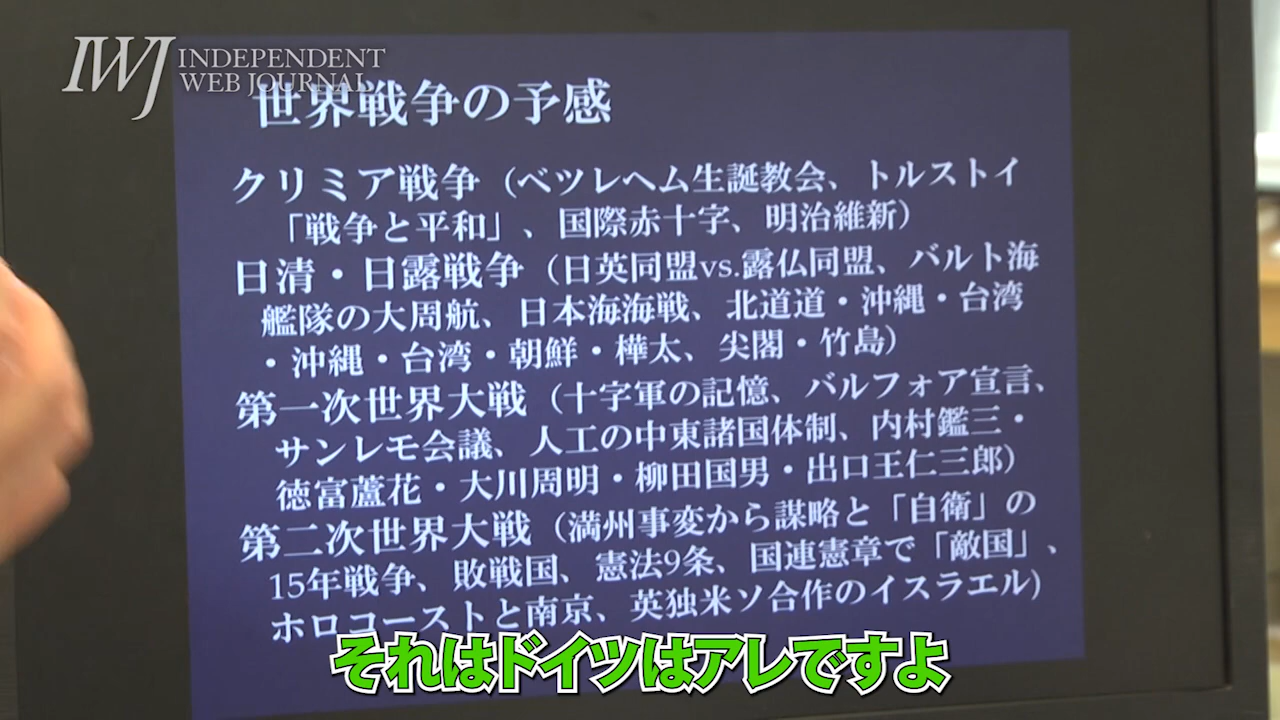 IWJ INDEPENDENT
WEB JOURNAL
世界戦争の予感
クリミア戦争（ベツレヘム生誕教会、トルストイ
「戦争と平和」、国際赤十字、明治維新）
日清・日露戦争（日英同盟vs.露仏同盟、バルト海
艦隊の大周航、日本海海戦、北道道・沖縄・台湾
・沖縄・台湾・朝鮮・樺太、尖閣・竹島）
第一次世界大戦（十字軍の記憶、バルフォア宣言、
サンレモ会議、人工の中東諸国体制、内村鑑三・
徳富蘆花・大川周明・柳田国男・出口王仁三郎）
第二次世界大戦（満州事変から謀略と「自衛」の
15年戦争、敗戦国、憲法9条、国連憲章で「敵国」、
ホロコーストと南京、英独米ソ合作のイスラエル)
それはドイツはアレですよ